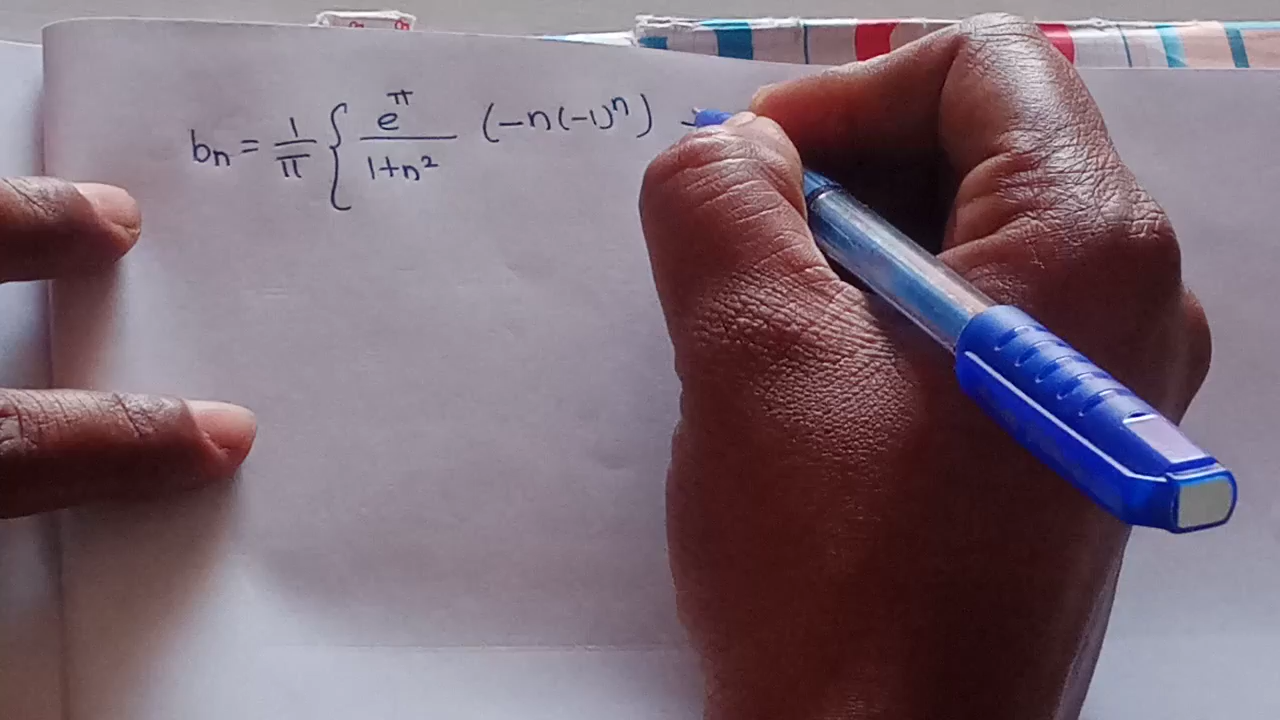 bn = 1/π { e^π/(1+n²) (-n(-1)^n) -